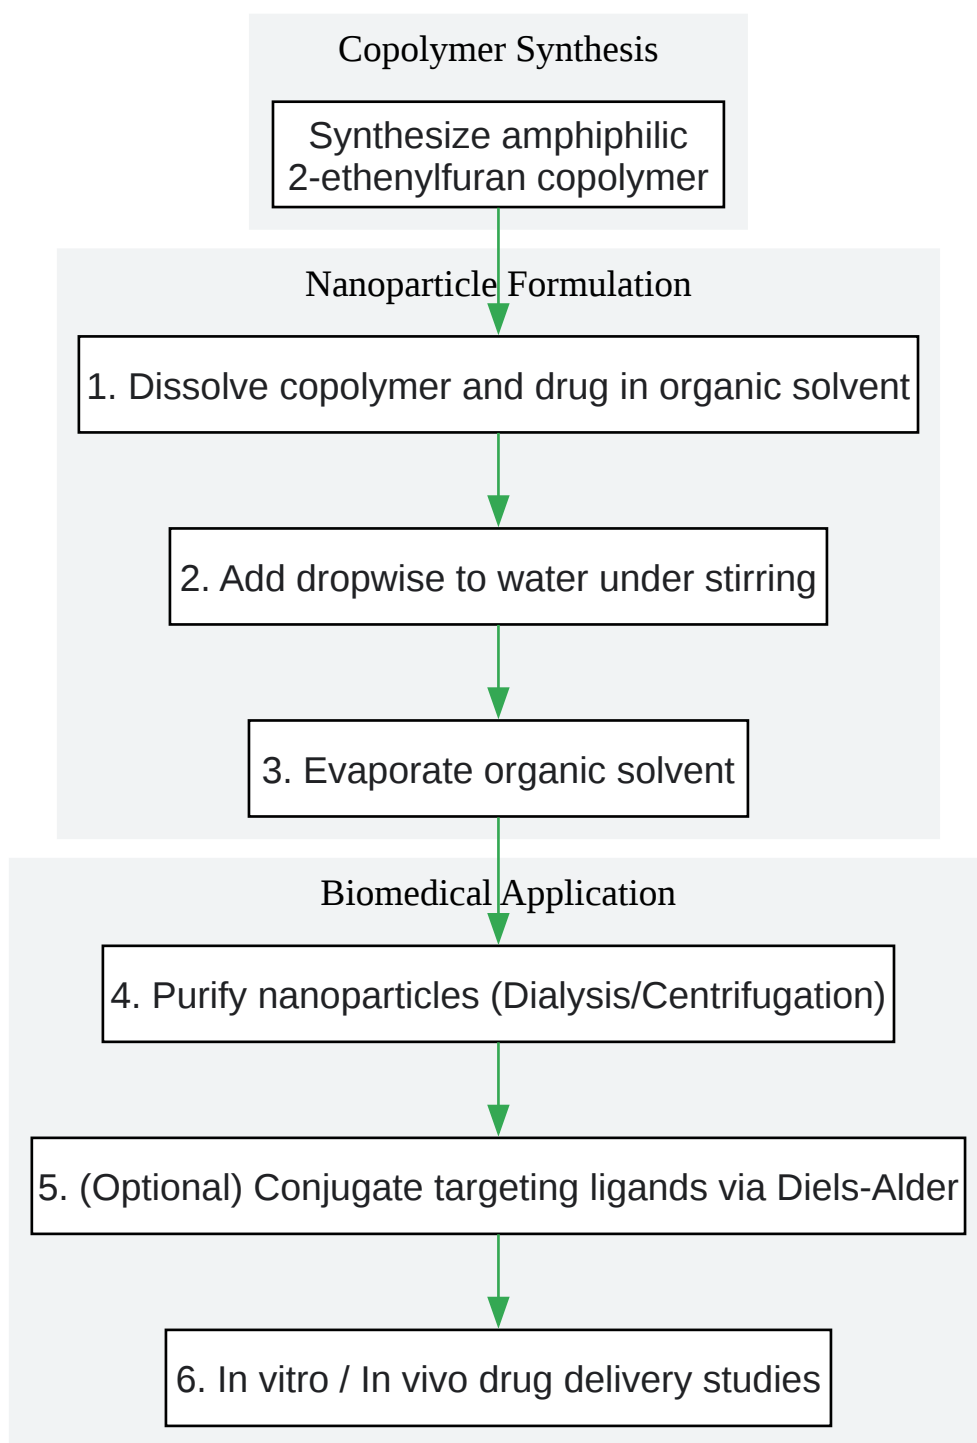 Copolymer Synthesis
Synthesize amphiphilic
2-ethenylfuran copolymer
Nanoparticle Formulation
1. Dissolve copolymer and drug in organic solvent
2. Add dropwise to water under stirring
3. Evaporate organic solvent
Biomedical Application
4. Purify nanoparticles (Dialysis/Centrifugation)
5. (Optional) Conjugate targeting ligands via Diels-Alder
6. In vitro / In vivo drug delivery studies